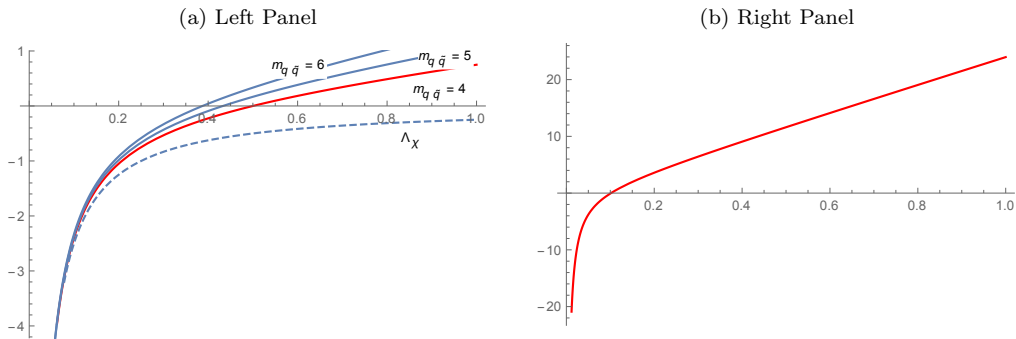 (a) Left Panel
1
m_{q q̄} = 6
m_{q q̄} = 5
m_{q q̄} = 4
0.2 0.4 0.6 0.8 1.0
Λ_χ
−1
−2
−3
−4
(b) Right Panel
20
10
0.2 0.4 0.6 0.8 1.0
−10
−20